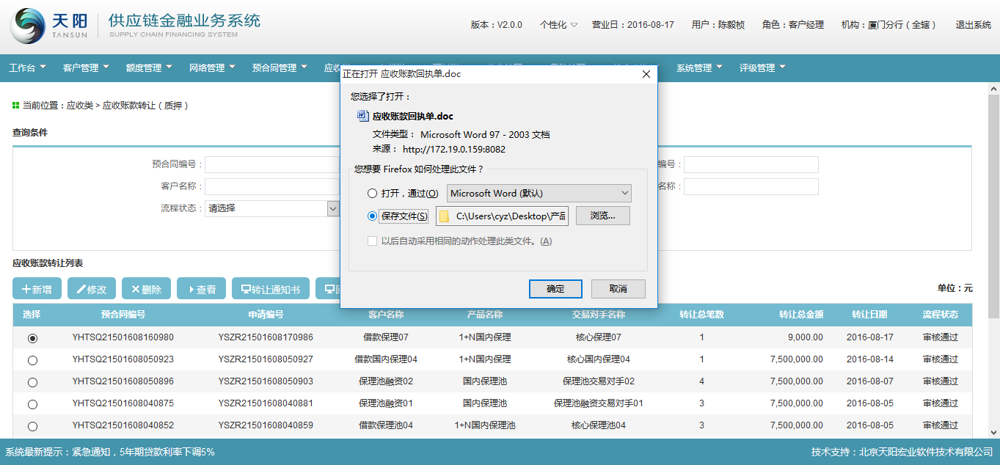 天阳 TANSUN 供应链金融业务系统 SUPPLY CHAIN FINANCING SYSTEM
版本：V2.0.0 个性化 营业日：2016-08-17 用户：陈毅桢 角色：客户经理 机构：厦门分行（全辖） 退出系统
工作台 客户管理 额度管理 网络管理 预合同管理 应收 系统管理 评级管理
当前位置：应收类 > 应收账款转让（质押）
查询条件
预合同编号： 编号：
客户名称： 名称：
流程状态： 请选择
正在打开 应收账款回执单.doc
您选择了打开：
应收账款回执单.doc
文件类型： Microsoft Word 97 - 2003 文档
来源： http://172.19.0.159:8082
您想要 Firefox 如何处理此文件？
打开，通过(O) Microsoft Word (默认)
保存文件(S) C:\Users\cyz\Desktop\产品 浏览...
以后自动采用相同的动作处理此类文件。(A)
确定 取消
应收账款转让列表
新增 修改 删除 查看 转让通知书 单位：元
选择 预合同编号 申请编号 客户名称 产品名称 交易对手名称 转让总笔数 转让总金额 转让日期 流程状态
YHTSQ21501608160980 YSZR21501608170986 借款保理07 1+N国内保理 核心保理07 1 9,000.00 2016-08-17 审核通过
YHTSQ21501608050923 YSZR21501608050927 借款国内保理04 1+N国内保理 核心国内保理04 1 7,500,000.00 2016-08-14 审核通过
YHTSQ21501608050896 YSZR21501608050903 保理池融资02 国内保理池 保理池交易对手02 4 7,500,000.00 2016-08-07 审核通过
YHTSQ21501608040875 YSZR21501608040881 保理池融资01 国内保理池 保理池融资交易对手01 3 7,500,000.00 2016-08-05 审核通过
YHTSQ21501608040852 YSZR21501608040859 借款保理池04 1+N国内保理池 核心保理池04 3 7,500,000.00 2016-08-05 审核通过
系统最新提示：紧急通知，5年期贷款利率下调5% 技术支持：北京天阳宏业软件技术有限公司